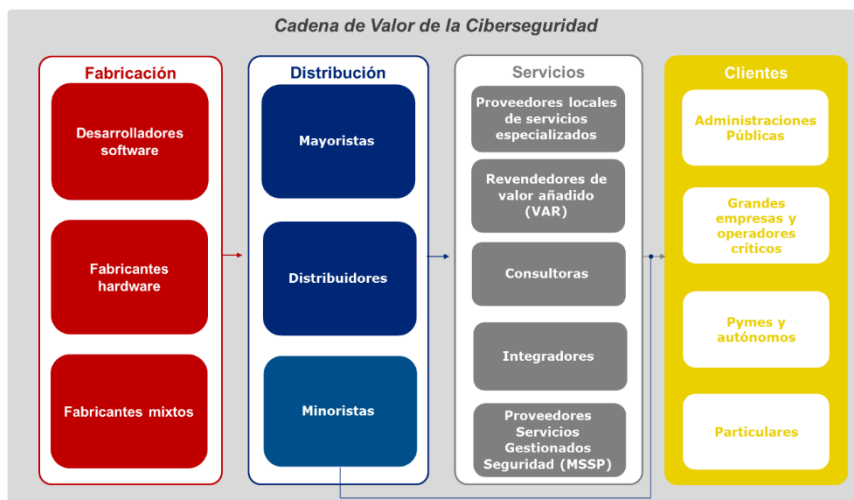 Cadena de Valor de la Ciberseguridad
Fabricación
Desarrolladores
software
Fabricantes
hardware
Fabricantes mixtos
Distribución
Mayoristas
Distribuidores
Minoristas
Servicios
Proveedores locales
de servicios
especializados
Revendedores de
valor añadido
(VAR)
Consultoras
Integradores
Proveedores
Servicios
Gestionados
Seguridad (MSSP)
Clientes
Administraciones
Públicas
Grandes
empresas y
operadores
críticos
Pymes y
autónomos
Particulares